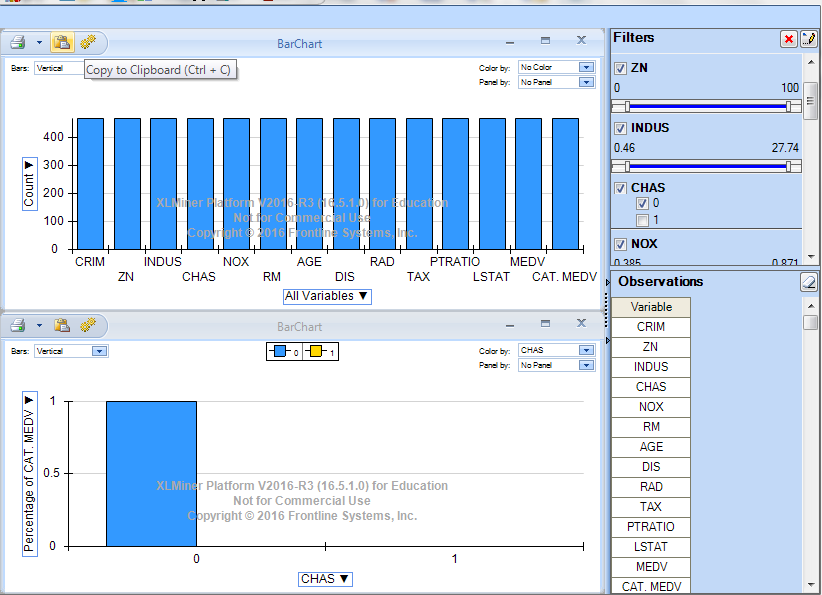 BarChart
Bars: Vertical
Copy to Clipboard (Ctrl + C)
Color by: No Color
Panel by: No Panel
400
300
200
100
0
Count ▶
XLMiner Platform V2016-R3 (16.5.1.0) for Education
Not for Commercial Use
Copyright © 2016 Frontline Systems, Inc.
CRIM INDUS NOX AGE RAD PTRATIO MEDV
ZN CHAS RM DIS TAX LSTAT CAT. MEDV
All Variables ▼
BarChart
Bars: Vertical
0 1
Color by: CHAS
Panel by: No Panel
1
0.5
0
Percentage of CAT. MEDV ▶
XLMiner Platform V2016-R3 (16.5.1.0) for Education
Not for Commercial Use
Copyright © 2016 Frontline Systems, Inc.
0 1
CHAS ▼
Filters
ZN
0 100
INDUS
0.46 27.74
CHAS
0
1
NOX
0.385 0.871
Observations
Variable
CRIM
ZN
INDUS
CHAS
NOX
RM
AGE
DIS
RAD
TAX
PTRATIO
LSTAT
MEDV
CAT. MEDV